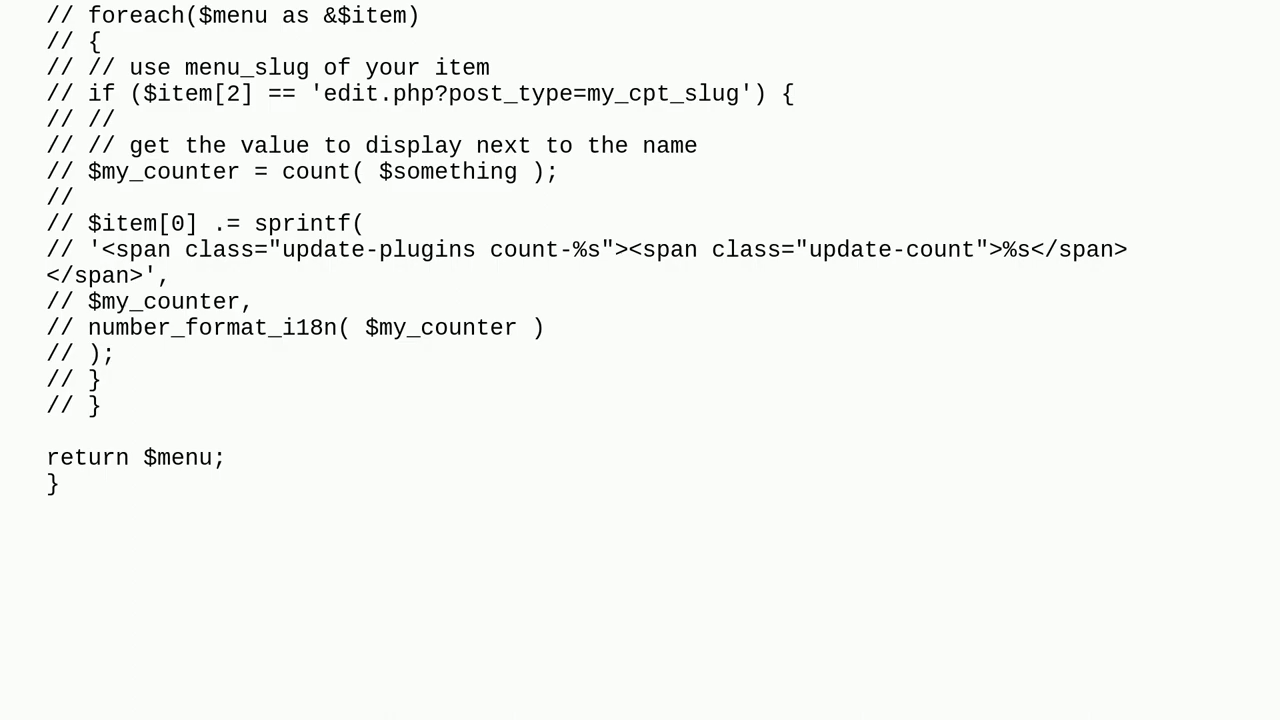 // foreach($menu as &$item)
// {
// // use menu_slug of your item
// if ($item[2] == 'edit.php?post_type=my_cpt_slug') {
// //
// // get the value to display next to the name
// $my_counter = count( $something );
//
// $item[0] .= sprintf(
// '<span class="update-plugins count-%s"><span class="update-count">%s</span>
</span>',
// $my_counter,
// number_format_i18n( $my_counter )
// );
// }
// }
return $menu;
}